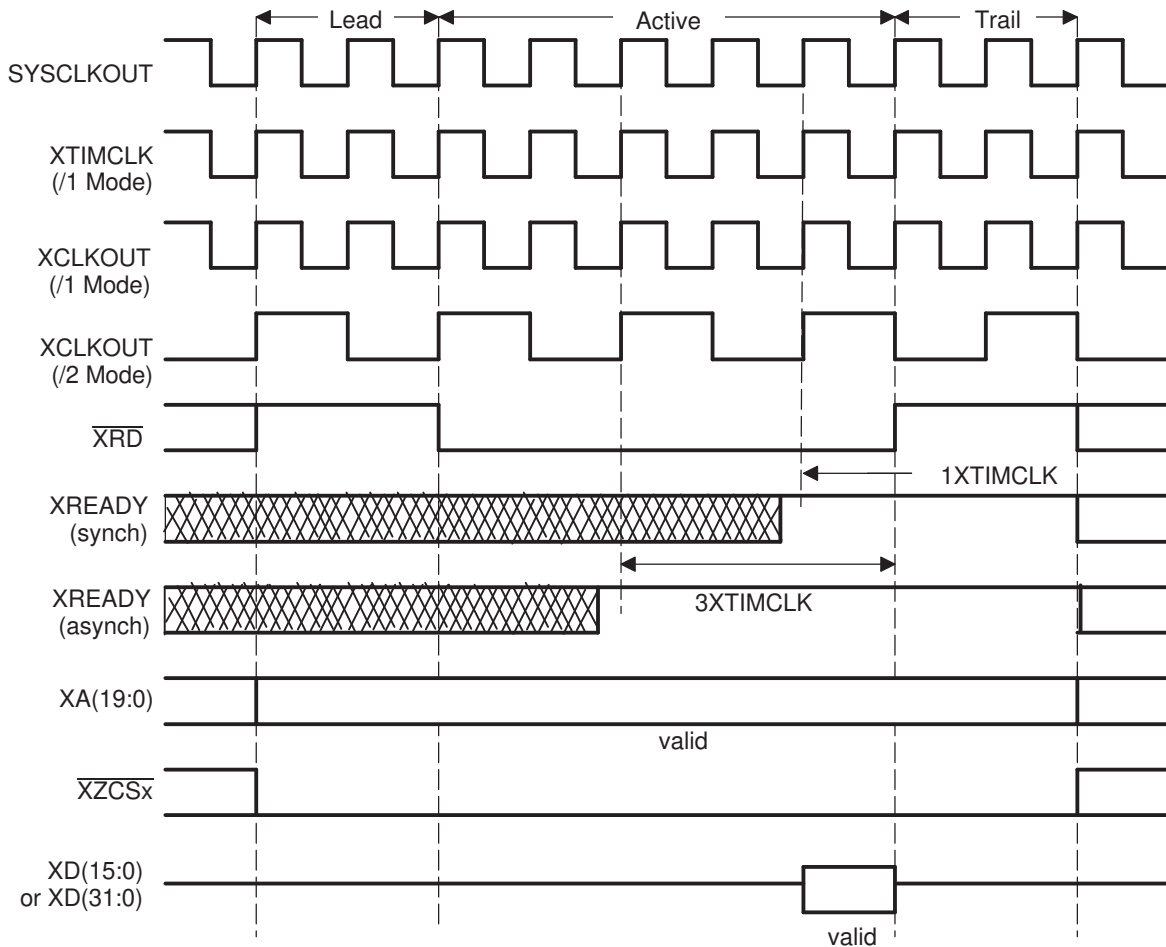 Lead
Active
Trail
SYSCLKOUT
XTIMCLK
(/1 Mode)
XCLKOUT
(/1 Mode)
XCLKOUT
(/2 Mode)
XRD
1XTIMCLK
XREADY
(synch)
3XTIMCLK
XREADY
(asynch)
XA(19:0)
valid
XZCSx
XD(15:0)
or XD(31:0)
valid